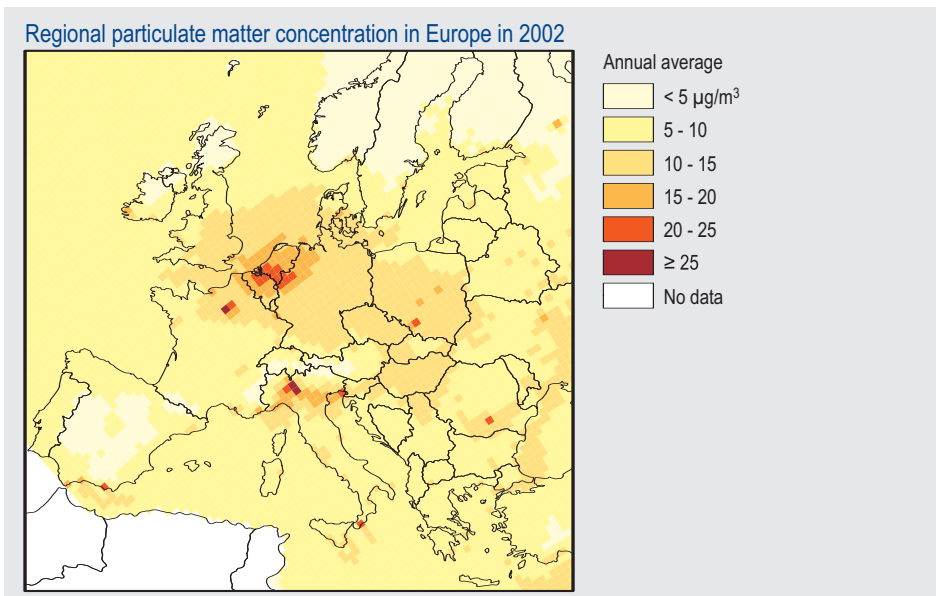 Regional particulate matter concentration in Europe in 2002
Annual average
< 5 µg/m³
5 - 10
10 - 15
15 - 20
20 - 25
≥ 25
No data